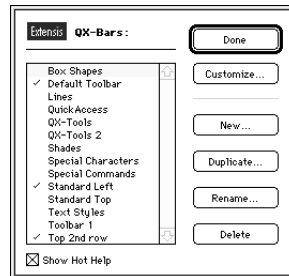 Extensis QX-Bars:
Done
Box Shapes
Default Toolbar
Lines
QuickAccess
QX-Tools
QX-Tools 2
Shades
Special Characters
Special Commands
Standard Left
Standard Top
Text Styles
Toolbar 1
Top 2nd row
Customize...
New...
Duplicate...
Rename...
Delete
Show Hot Help